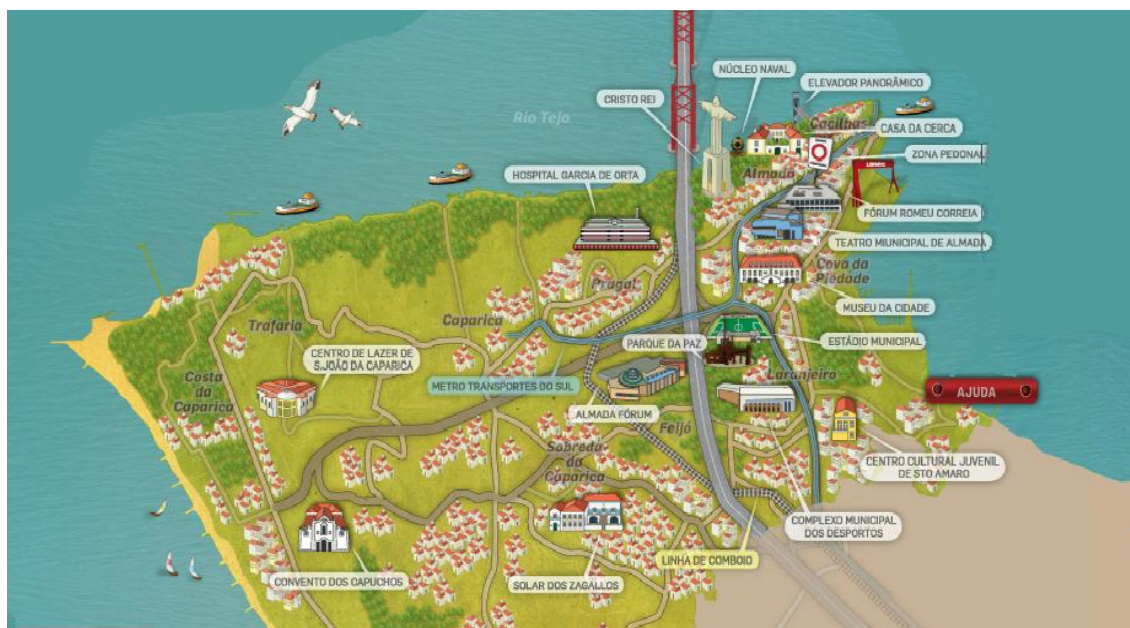 NÚCLEO NAVAL
ELEVADOR PANORÂMICO
CRISTO REI
Rio Tejo
Cacilhas
CASA DA CERCA
ZONA PEDONAL
HOSPITAL GARCIA DE ORTA
Almada
FÓRUM ROMEU CORREIA
TEATRO MIUNICIPAL DE ALMADA
Cova da
Piedade
Pragal
MUSEU DA CIDADE
Caparica
Trafaria
PARQUE DA PAZ
ESTÁDIO MUNICIPAL
CENTRO DE LAZER DE
S.JOÃO DA CAPARICA
Costa
da
Caparica
METRO TRANSPORTES DO SUL
Laranjeiro
AJUDA
ALMADA FÓRUM
Feijó
Sobreda
da
Caparica
CENTRO CULTURAL JUVENIL
DE STO AMARO
COMPLEXO MUNICIPAL
DOS DESPORTOS
LINHA DE COMBOIO
CONVENTO DOS CAPUCHOS
SOLAR DOS ZAGALLOS